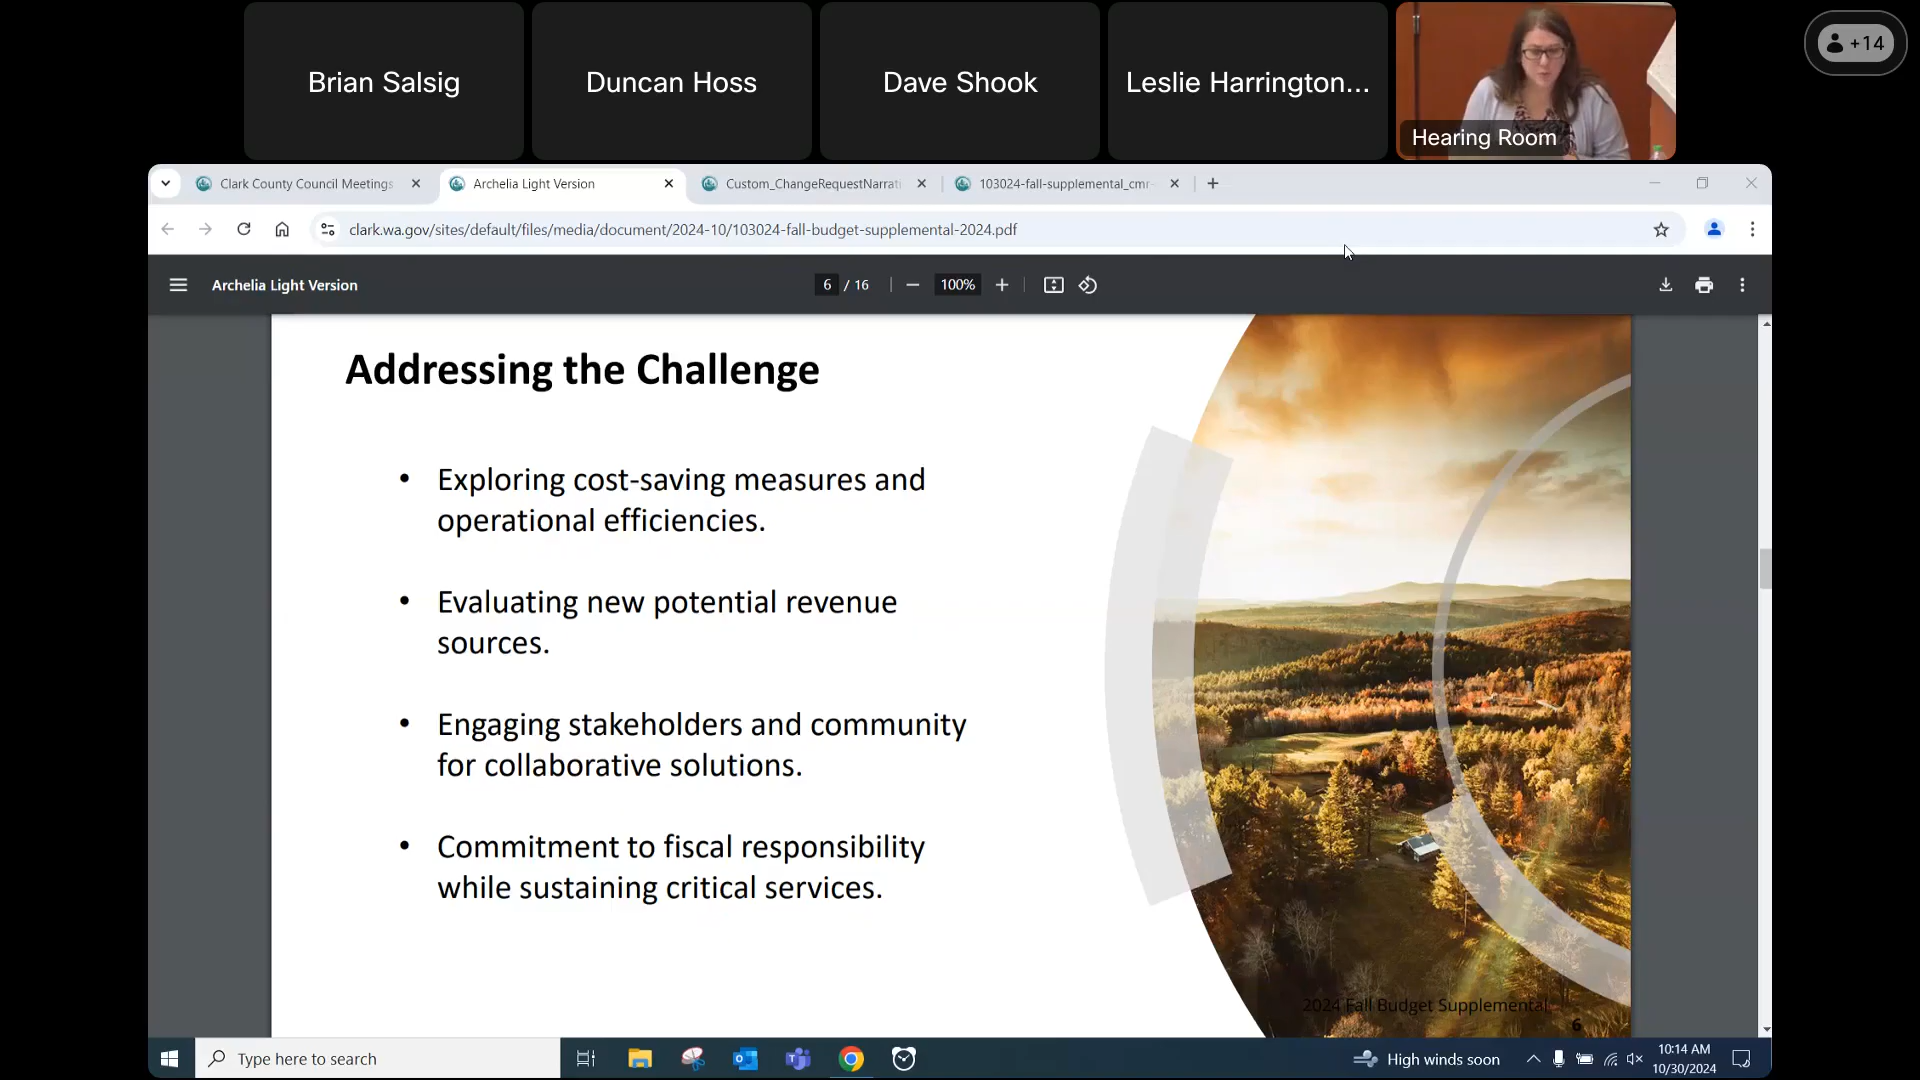 Brian Salsig
Duncan Hoss
Dave Shook
Leslie Harrington...
Hearing Room
+14
Clark County Council Meetings
Archelia Light Version
Custom_ChangeRequestNarrati
103024-fall-supplemental_cmr-
clark.wa.gov/sites/default/files/media/document/2024-10/103024-fall-budget-supplemental-2024.pdf
Archelia Light Version
6 / 16
100%
Addressing the Challenge
• Exploring cost-saving measures and
operational efficiencies.
• Evaluating new potential revenue
sources.
• Engaging stakeholders and community
for collaborative solutions.
• Commitment to fiscal responsibility
while sustaining critical services.
2024 Fall Budget Supplemental
6
Type here to search
High winds soon
10:14 AM
10/30/2024